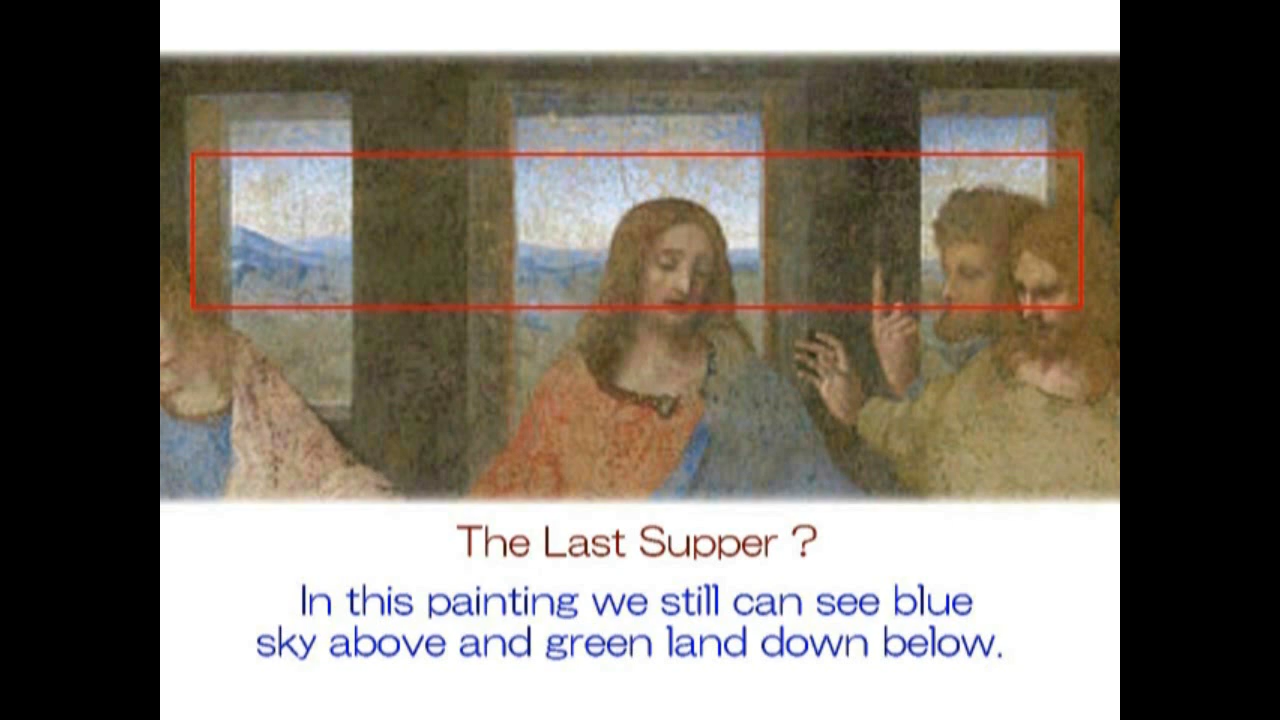 The Last Supper ?
In this painting we still can see blue
sky above and green land down below.